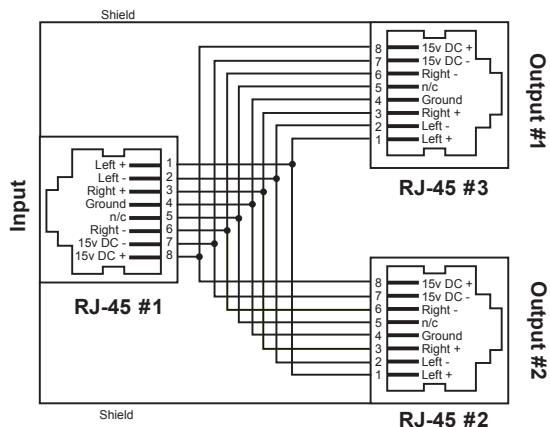 Shield
8 15v DC +
7 15v DC -
6 Right -
5 n/c
4 Ground
3 Right +
2 Left -
1 Left +
Output #1
RJ-45 #3
Input
Left + 1
Left - 2
Right + 3
Ground 4
n/c 5
Right - 6
15v DC - 7
15v DC + 8
RJ-45 #1
8 15v DC +
7 15v DC -
6 Right -
5 n/c
4 Ground
3 Right +
2 Left -
1 Left +
Output #2
Shield
RJ-45 #2